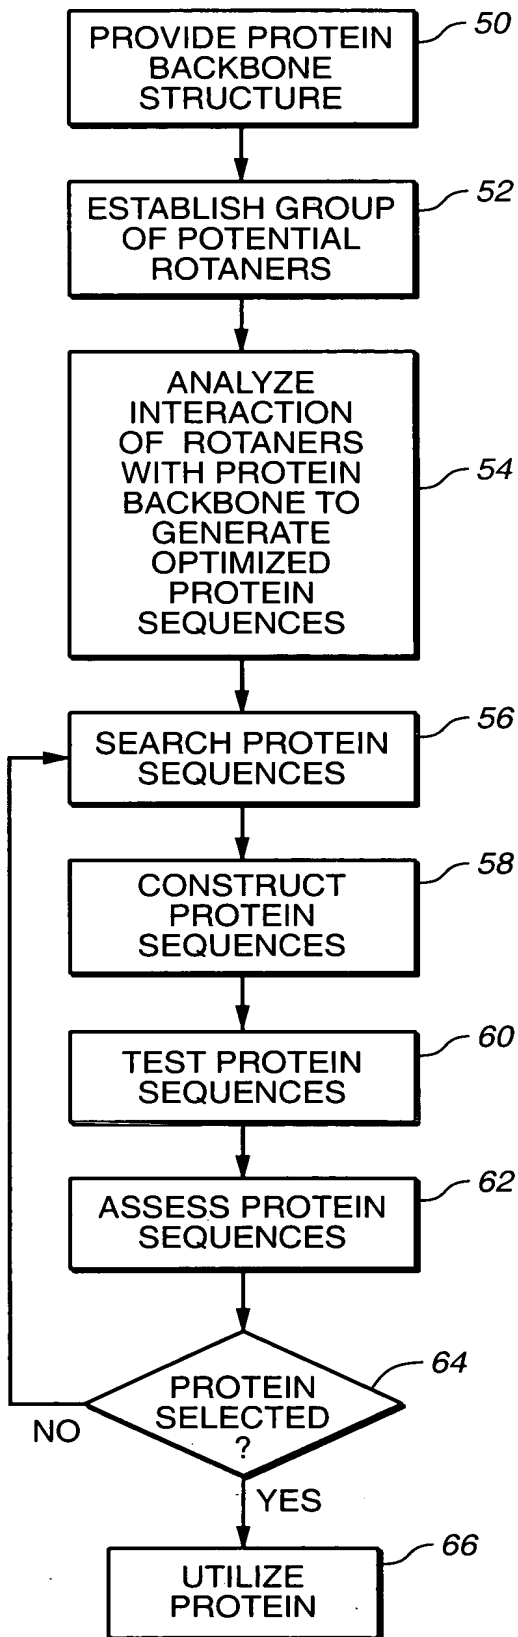 PROVIDE PROTEIN
BACKBONE
STRUCTURE
50
ESTABLISH GROUP
OF POTENTIAL
ROTANERS
52
ANALYZE
INTERACTION
OF ROTANERS
WITH PROTEIN
BACKBONE TO
GENERATE
OPTIMIZED
PROTEIN
SEQUENCES
54
SEARCH PROTEIN
SEQUENCES
56
CONSTRUCT
PROTEIN
SEQUENCES
58
TEST PROTEIN
SEQUENCES
60
ASSESS PROTEIN
SEQUENCES
62
PROTEIN
SELECTED
?
64
NO
YES
UTILIZE
PROTEIN
66